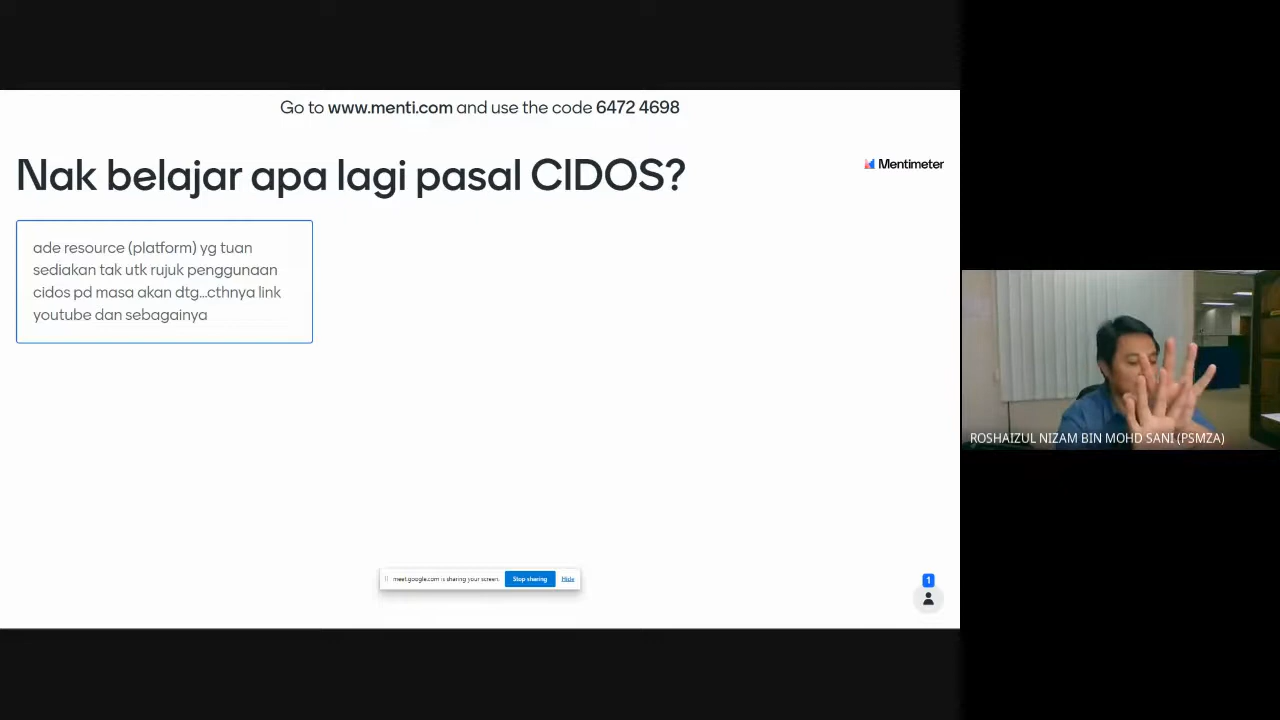 Go to www.menti.com and use the code 6472 4698
Nak belajar apa lagi pasal CIDOS?
Mentimeter
ade resource (platform) yg tuan
sediakan tak utk rujuk penggunaan
cidos pd masa akan dtg...cthnya link
youtube dan sebagainya
ROSHAIZUL NIZAM BIN MOHD SANI (PSMZA)
meet.google.com is sharing your screen.
Stop sharing
Hide
1